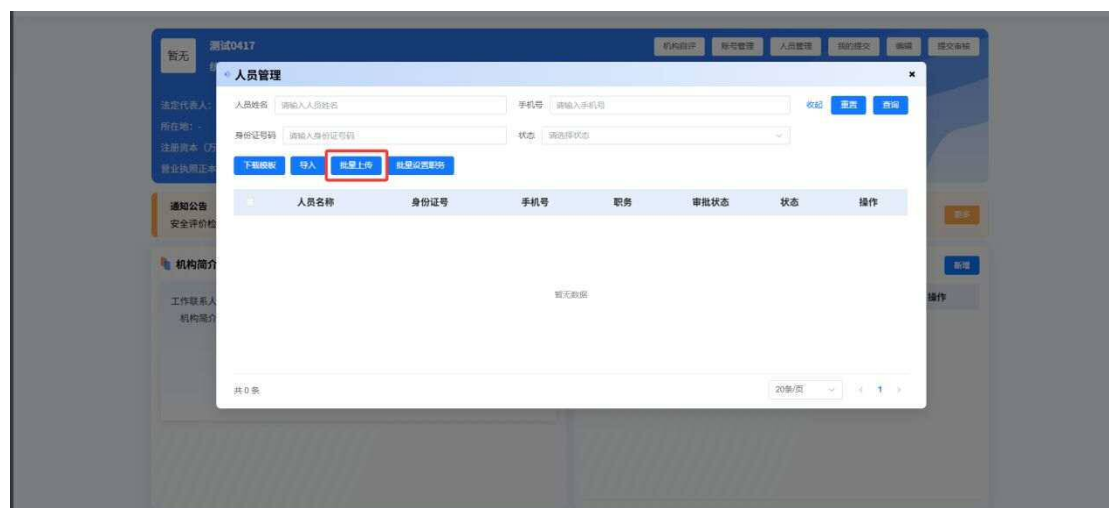 暂无
测试0417
机构自评 账号管理 人员管理 我的提交 编辑 提交审核
法定代表人:
所在地: -
注册资本（万
营业执照正本
人员管理
人员姓名 请输入人员姓名 手机号 请输入手机号 收起 重置 查询
身份证号码 请输入身份证号码 状态 请选择状态
下载模板 导入 批量上传 批量设置职务
人员名称 身份证号 手机号 职务 审批状态 状态 操作
暂无数据
共 0 条 20条/页 1
通知公告 更多
安全评价检
机构简介 新增
工作联系人 操作
机构简介